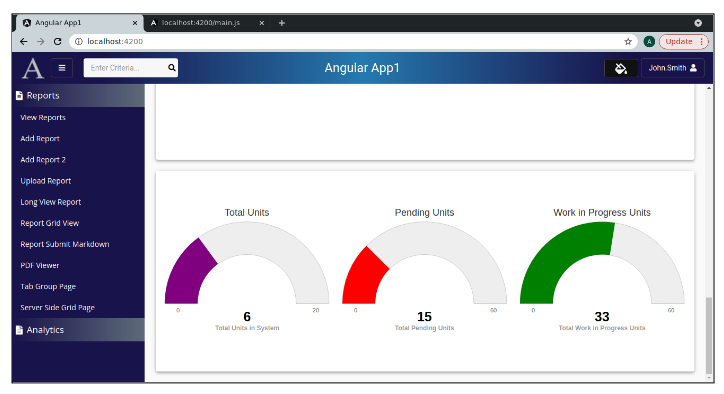 Angular App1
localhost:4200/main.js
localhost:4200
A
Update
A
Enter Criteria...
Angular App1
John.Smith
Reports
View Reports
Add Report
Add Report 2
Upload Report
Long View Report
Report Grid View
Report Submit Markdown
PDF Viewer
Tab Group Page
Server Side Grid Page
Analytics
Total Units
0
20
6
Total Units in System
Pending Units
0
60
15
Total Pending Units
Work in Progress Units
0
60
33
Total Work in Progress Units